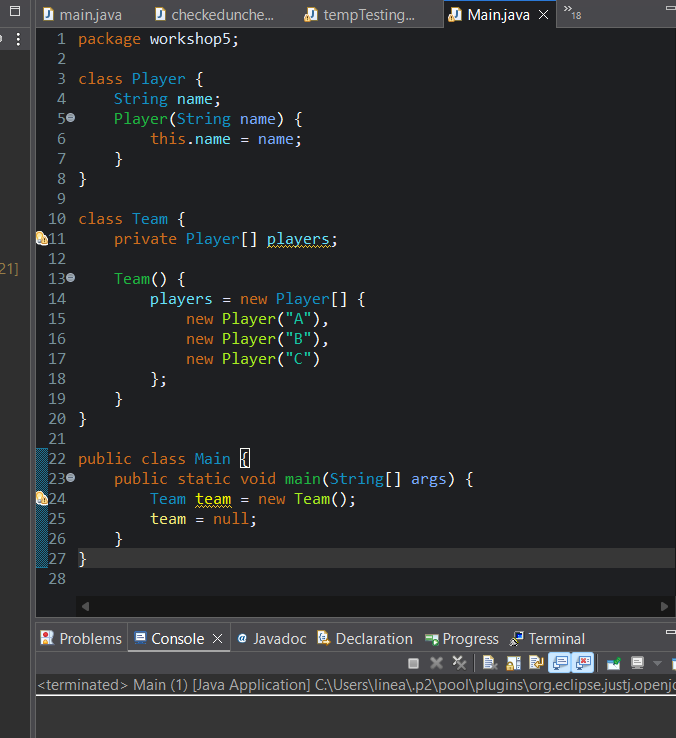 main.java checkedunche... tempTesting... Main.java »18
21]
1 package workshop5;
2
3 class Player {
4     String name;
5     Player(String name) {
6         this.name = name;
7     }
8 }
9
10 class Team {
11     private Player[] players;
12
13     Team() {
14         players = new Player[] {
15             new Player("A"),
16             new Player("B"),
17             new Player("C")
18         };
19     }
20 }
21
22 public class Main {
23     public static void main(String[] args) {
24         Team team = new Team();
25         team = null;
26     }
27 }
28
Problems Console Javadoc Declaration Progress Terminal
<terminated> Main (1) [Java Application] C:\Users\linea\.p2\pool\plugins\org.eclipse.justj.openj